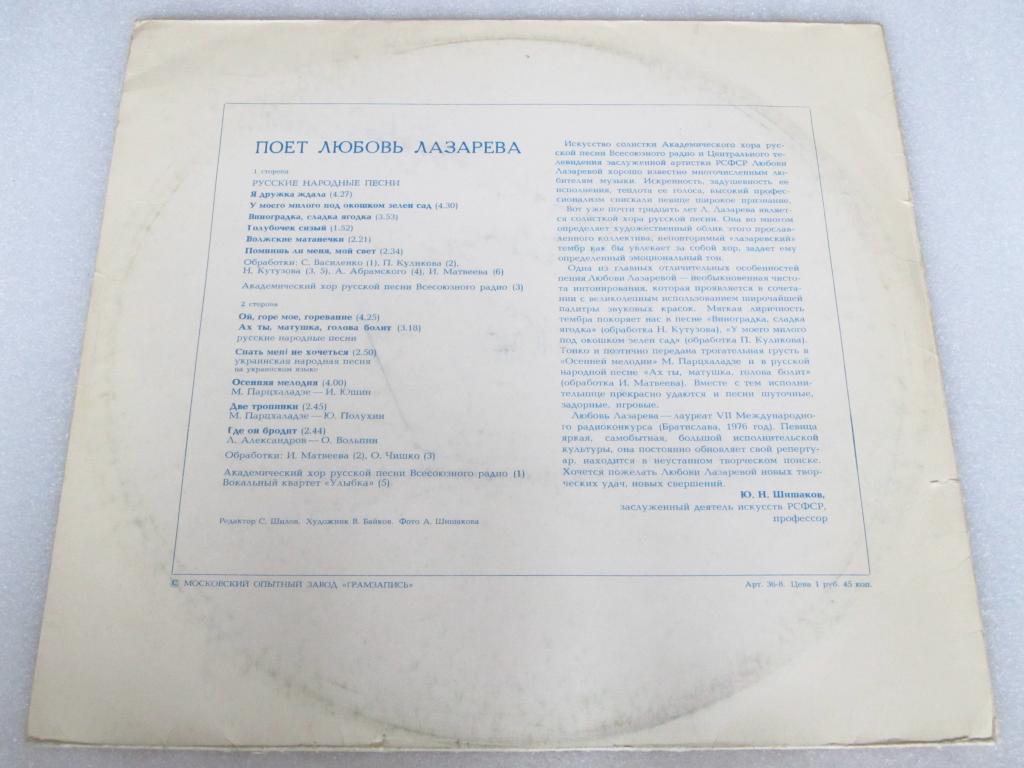 ПОЕТ ЛЮБОВЬ ЛАЗАРЕВА
1 сторона
РУССКИЕ НАРОДНЫЕ ПЕСНИ
Я дружка ждала (4.27)
У моего милого под окошком зелен сад (4.30)
Виноградка, сладка ягодка (3.53)
Голубочек сизый (1.52)
Волжские матанечки (2.21)
Помнишь ли меня, мой свет (2.34)
Обработки: С. Василенко (1), П. Куликова (2),
Н. Кутузова (3, 5), А. Абрамского (4), И. Матвеева (6)
Академический хор русской песни Всесоюзного радио (3)
2 сторона
Ой, горе мое, горевание (4.25)
Ах ты, матушка, голова болит (3.18)
русские народные песни
Спать мені не хочеться (2.50)
украинская народная песня
на украинском языке
Осенняя мелодия (4.00)
М. Парцхаладзе — И. Юшин
Две тропинки (2.45)
М. Парцхаладзе — Ю. Полухин
Где он бродит (2.44)
Л. Александров — О. Вольпин
Обработки: И. Матвеева (2), О. Чишко (3)
Академический хор русской песни Всесоюзного радио (1)
Вокальный квартет «Улыбка» (5)
Редактор С. Шилов. Художник В. Байков. Фото А. Шишакова
Искусство солистки Академического хора рус-
ской песни Всесоюзного радио и Центрального те-
левидения заслуженной артистки РСФСР Любови
Лазаревой хорошо известно многочисленным лю-
бителям музыки. Искренность, задушевность ее
исполнения, теплота ее голоса, высокий профес-
сионализм снискали певице широкое признание.
Вот уже почти тридцать лет Л. Лазарева являет-
ся солисткой хора русской песни. Она во многом
определяет художественный облик этого прослав-
ленного коллектива, неповторимый «лазаревский»
тембр как бы увлекает за собой хор, задает ему
определенный эмоциональный тон.
Одна из главных отличительных особенностей
пения Любови Лазаревой — необыкновенная чисто-
та интонирования, которая проявляется в сочета-
нии с великолепным использованием широчайшей
палитры звуковых красок. Мягкая лиричность
тембра покоряет нас в песне «Виноградка, сладка
ягодка» (обработка Н. Кутузова), «У моего милого
под окошком зелен сад» (обработка П. Куликова).
Тонко и поэтично передана трогательная грусть в
«Осенней мелодии» М. Парцхаладзе и в русской
народной песне «Ах ты, матушка, голова болит»
(обработка И. Матвеева). Вместе с тем исполни-
тельнице прекрасно удаются и песни шуточные,
задорные, игровые.
Любовь Лазарева — лауреат VII Международно-
го радиоконкурса (Братислава, 1976 год). Певица
яркая, самобытная, большой исполнительской
культуры, она постоянно обновляет свой реперту-
ар, находится в неустанном творческом поиске.
Хочется пожелать Любови Лазаревой новых твор-
ческих удач, новых свершений.
Ю. Н. Шишаков,
заслуженный деятель искусств РСФСР,
профессор
© МОСКОВСКИЙ ОПЫТНЫЙ ЗАВОД «ГРАМЗАПИСЬ»
Арт. 36-8. Цена 1 руб. 45 коп.